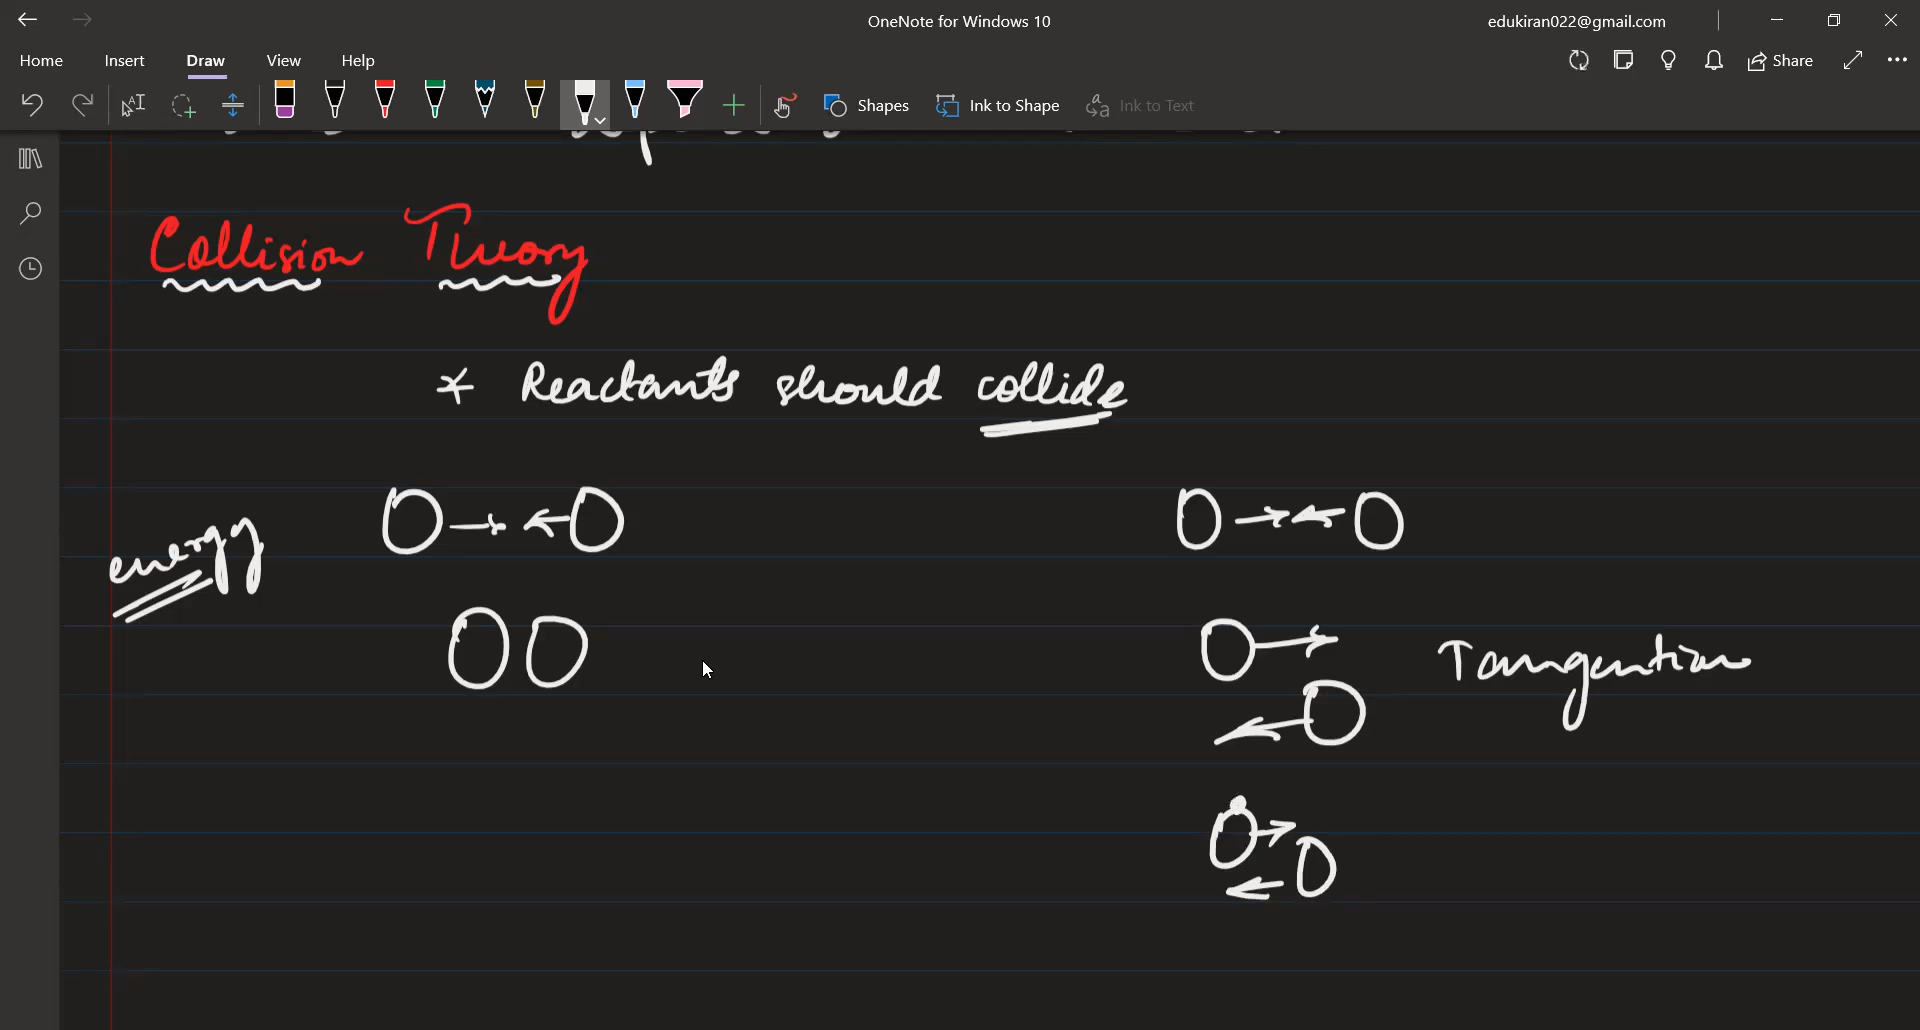 OneNote for Windows 10
edukiran022@gmail.com
Home Insert Draw View Help
Share
Shapes Ink to Shape Ink to Text
Collision Theory
* Reactants should collide
energy
Tangential